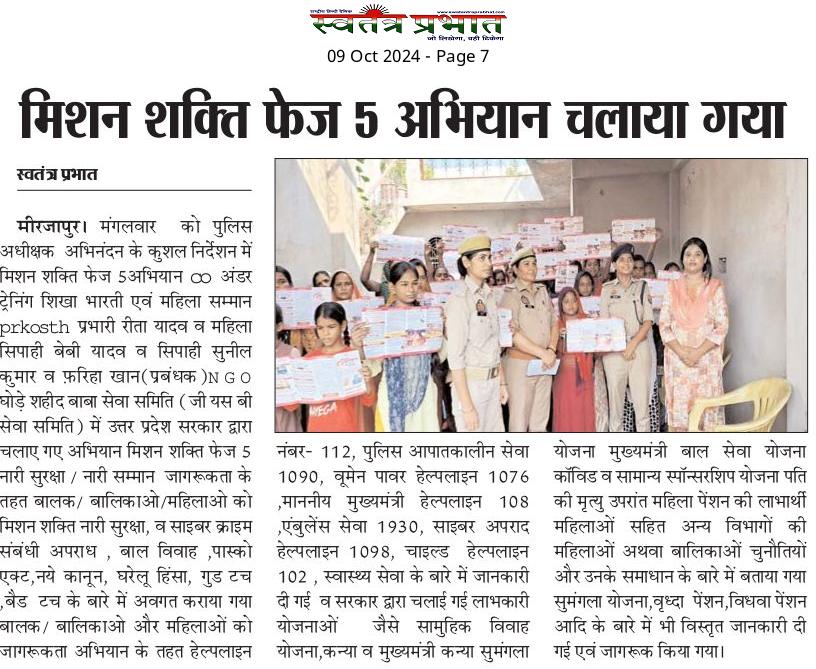 राष्ट्रीय हिन्दी दैनिक
www.swatantraprabhat.com
स्वतंत्र प्रभात
जो लिखेगा, वही टिकेगा
09 Oct 2024 - Page 7
मिशन शक्ति फेज 5 अभियान चलाया गया
स्वतंत्र प्रभात
मीरजापुर। मंगलवार को पुलिस
अधीक्षक अभिनंदन के कुशल निर्देशन में
मिशन शक्ति फेज 5अभियान ꝏ अंडर
ट्रेनिंग शिखा भारती एवं महिला सम्मान
prkosth प्रभारी रीता यादव व महिला
सिपाही बेबी यादव व सिपाही सुनील
कुमार व फ़रिहा खान(प्रबंधक )N G O
घोड़े शहीद बाबा सेवा समिति ( जी यस बी
सेवा समिति ) में उत्तर प्रदेश सरकार द्वारा
चलाए गए अभियान मिशन शक्ति फेज 5
नारी सुरक्षा / नारी सम्मान जागरूकता के
तहत बालक/ बालिकाओ/महिलाओ को
मिशन शक्ति नारी सुरक्षा, व साइबर क्राइम
संबंधी अपराध , बाल विवाह ,पास्को
एक्ट,नये कानून, घरेलू हिंसा, गुड टच
,बैड टच के बारे में अवगत कराया गया
बालक/ बालिकाओ और महिलाओं को
जागरूकता अभियान के तहत हेल्पलाइन
नंबर- 112, पुलिस आपातकालीन सेवा
1090, वूमेन पावर हेल्पलाइन 1076
,माननीय मुख्यमंत्री हेल्पलाइन 108
,एंबुलेंस सेवा 1930, साइबर अपराद
हेल्पलाइन 1098, चाइल्ड हेल्पलाइन
102 , स्वास्थ्य सेवा के बारे में जानकारी
दी गई व सरकार द्वारा चलाई गई लाभकारी
योजनाओं जैसे सामुहिक विवाह
योजना,कन्या व मुख्यमंत्री कन्या सुमंगला
योजना मुख्यमंत्री बाल सेवा योजना
कॉविड व सामान्य स्पॉन्सरशिप योजना पति
की मृत्यु उपरांत महिला पेंशन की लाभार्थी
महिलाओं सहित अन्य विभागों की
महिलाओं अथवा बालिकाओं चुनौतियों
और उनके समाधान के बारे में बताया गया
सुमंगला योजना,वृध्दा पेंशन,विधवा पेंशन
आदि के बारे में भी विस्तृत जानकारी दी
गई एवं जागरूक किया गया।